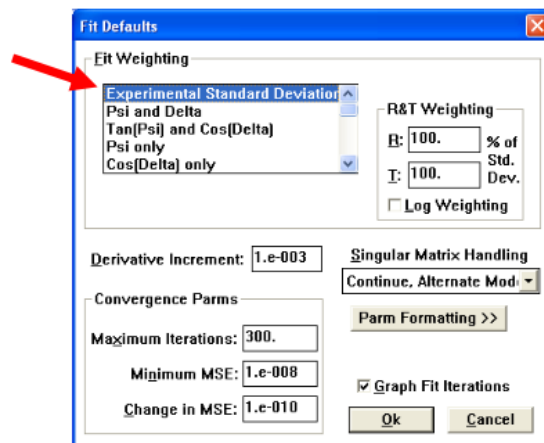 Fit Defaults
Fit Weighting
Experimental Standard Deviation
Psi and Delta
Tan(Psi) and Cos(Delta)
Psi only
Cos(Delta) only
R&T Weighting
R: 100. % of
Std.
T: 100. Dev.
Log Weighting
Derivative Increment: 1.e-003
Singular Matrix Handling
Continue, Alternate Mod
Convergence Parms
Maximum Iterations: 300.
Minimum MSE: 1.e-008
Change in MSE: 1.e-010
Parm Formatting >>
Graph Fit Iterations
Ok Cancel